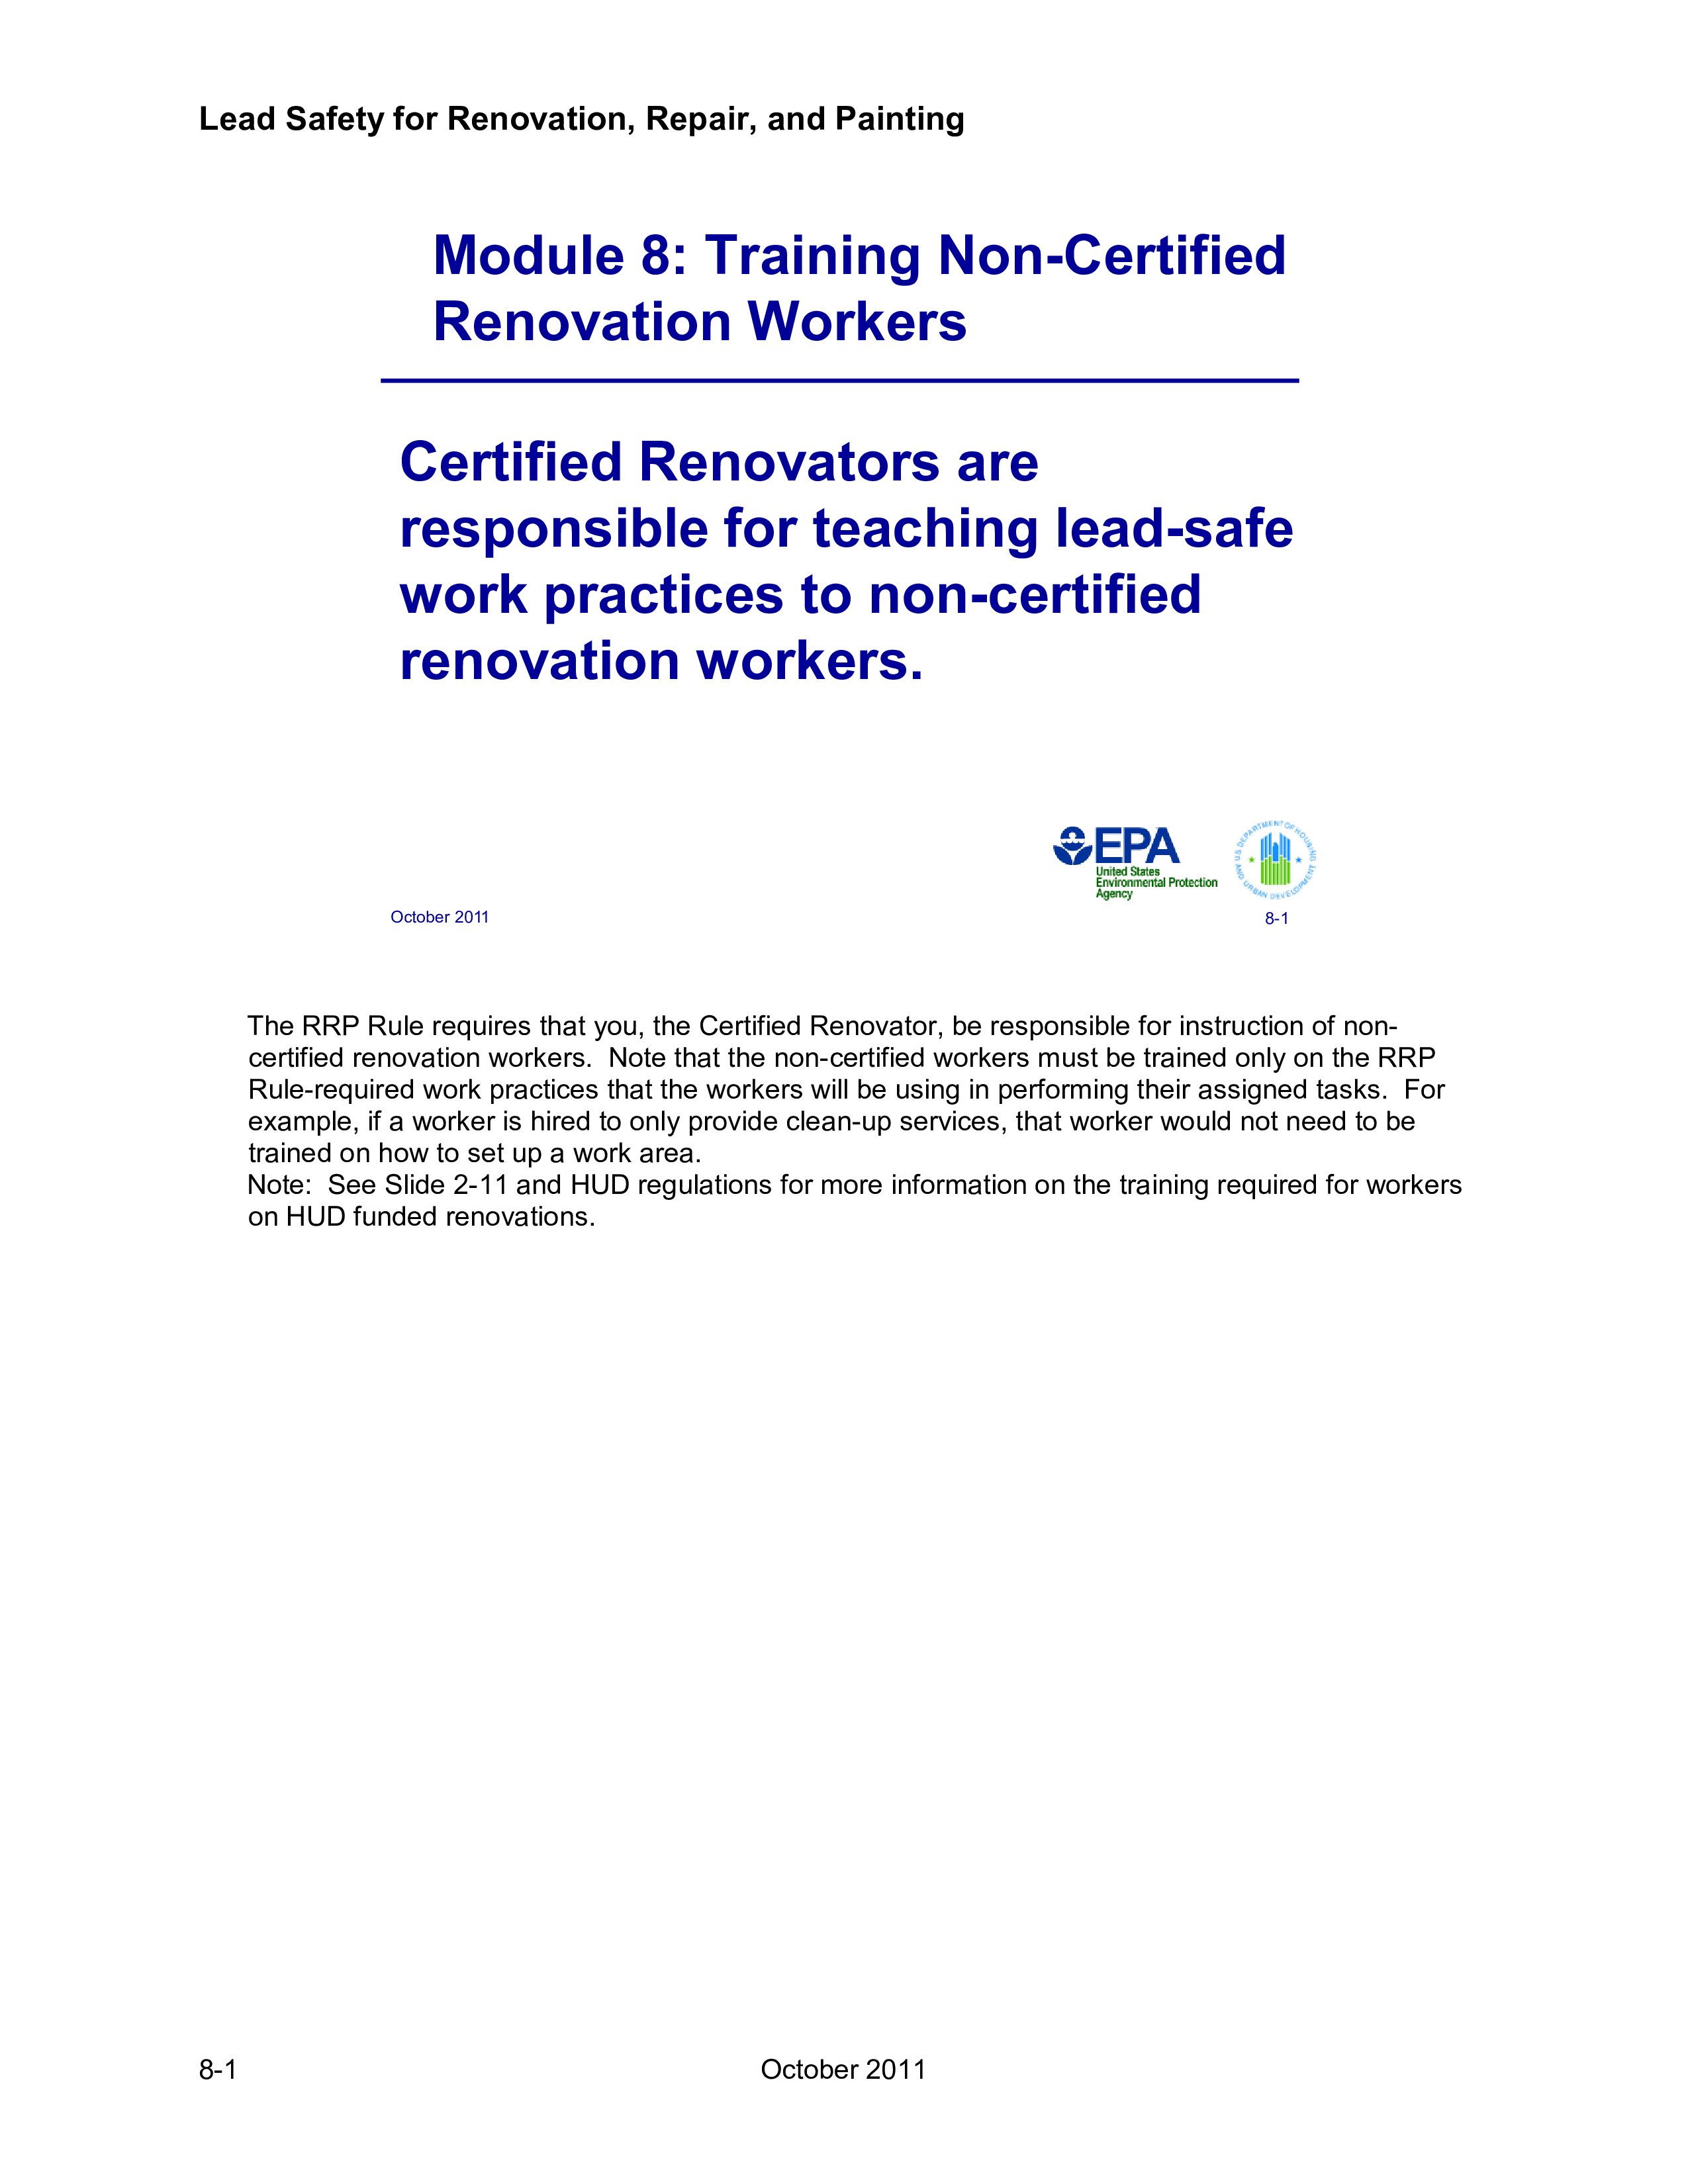 Lead Safety for Renovation, Repair, and Painting
Module 8: Training Non-Certified
Renovation Workers
Certified Renovators are
responsible for teaching lead-safe
work practices to non-certified
renovation workers.
EPA
United States
Environmental Protection
Agency
U.S. DEPARTMENT OF HOUSING AND URBAN DEVELOPMENT
October 2011
8-1
The RRP Rule requires that you, the Certified Renovator, be responsible for instruction of non-
certified renovation workers.  Note that the non-certified workers must be trained only on the RRP
Rule-required work practices that the workers will be using in performing their assigned tasks.  For
example, if a worker is hired to only provide clean-up services, that worker would not need to be
trained on how to set up a work area.
Note:  See Slide 2-11 and HUD regulations for more information on the training required for workers
on HUD funded renovations.
8-1
October 2011